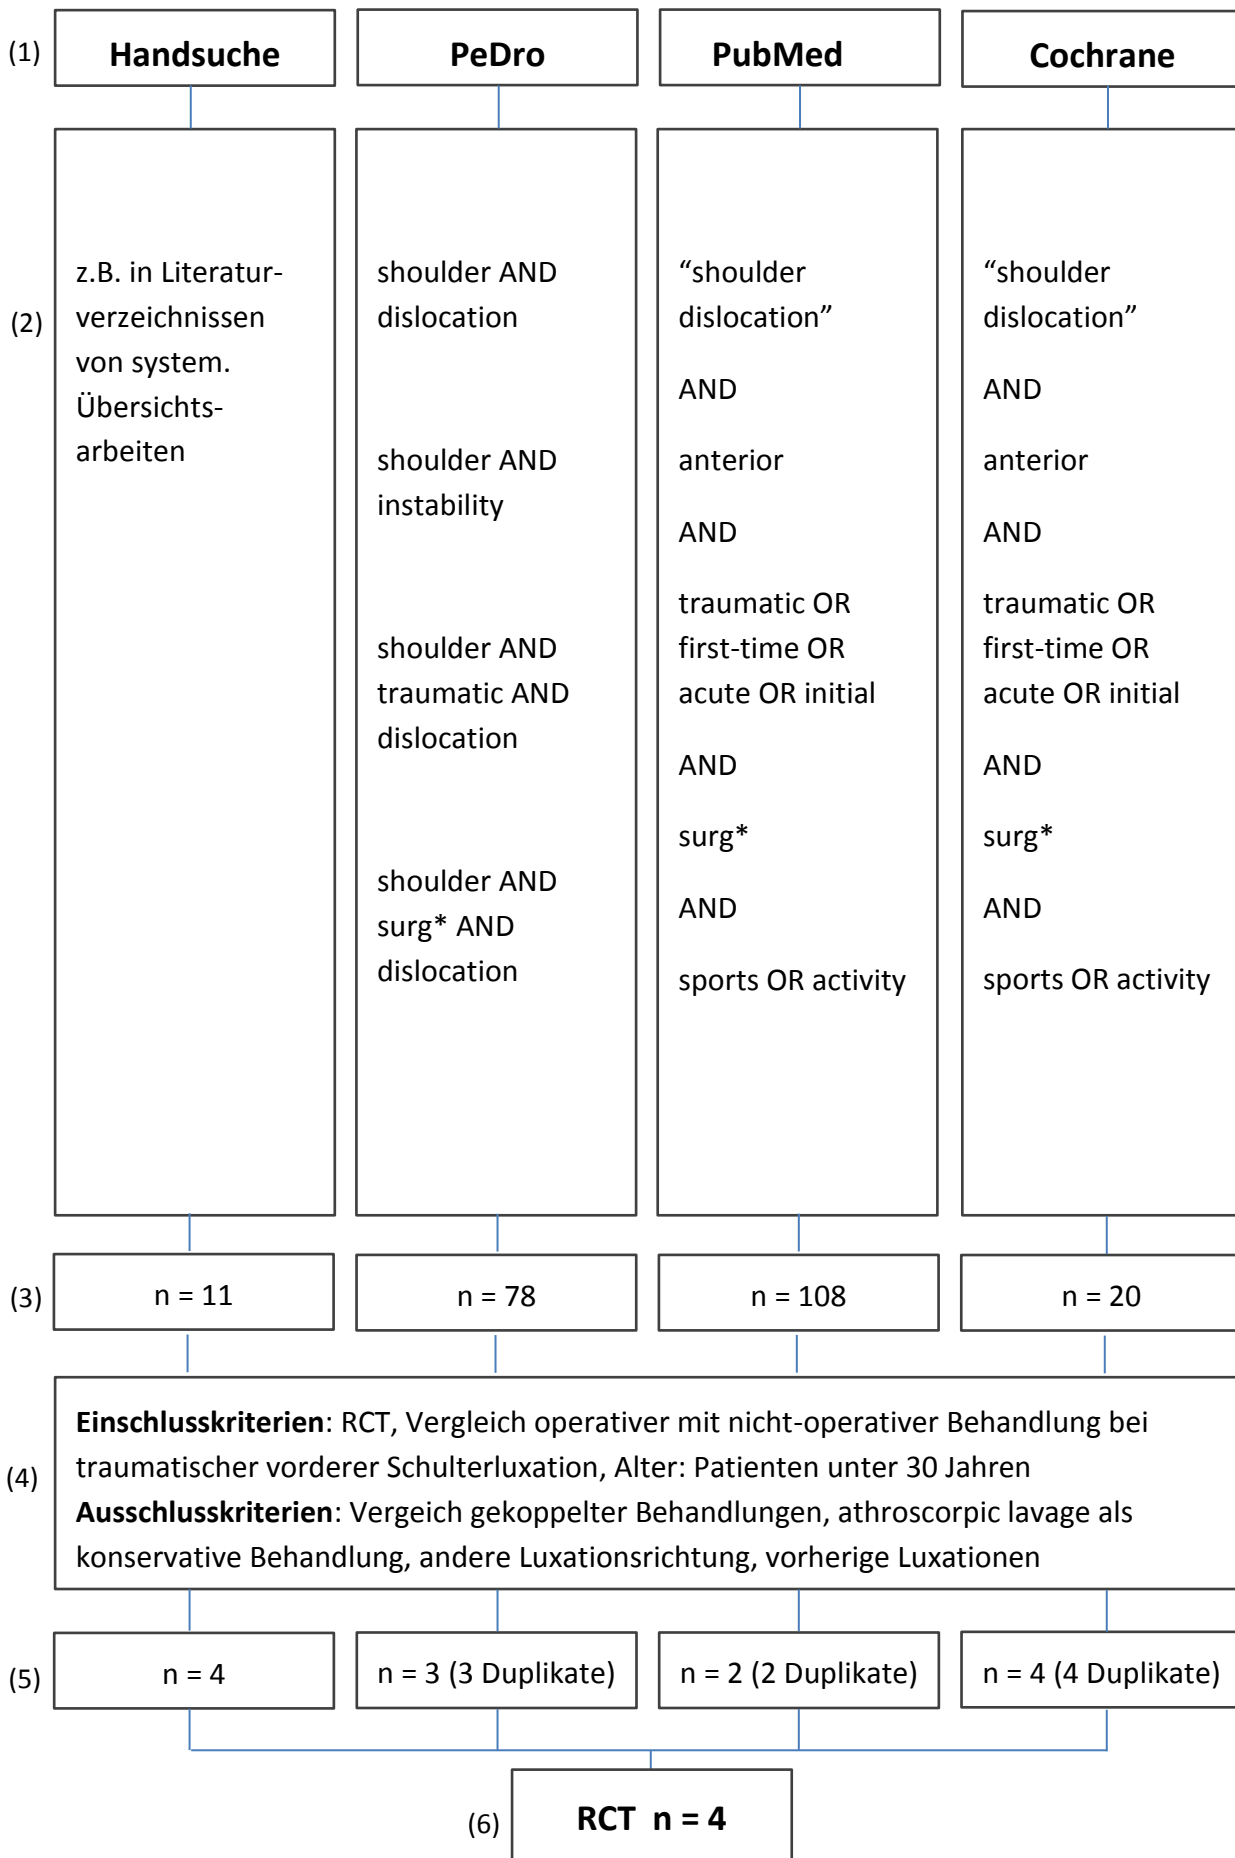 (1)
Handsuche
PeDro
PubMed
Cochrane
(2)
z.B. in Literatur-
verzeichnissen
von system.
Übersichts-
arbeiten
shoulder AND
dislocation
shoulder AND
instability
shoulder AND
traumatic AND
dislocation
shoulder AND
surg* AND
dislocation
“shoulder
dislocation”
AND
anterior
AND
traumatic OR
first-time OR
acute OR initial
AND
surg*
AND
sports OR activity
“shoulder
dislocation”
AND
anterior
AND
traumatic OR
first-time OR
acute OR initial
AND
surg*
AND
sports OR activity
(3)
n = 11
n = 78
n = 108
n = 20
(4)
Einschlusskriterien: RCT, Vergleich operativer mit nicht-operativer Behandlung bei
traumatischer vorderer Schulterluxation, Alter: Patienten unter 30 Jahren
Ausschlusskriterien: Vergeich gekoppelter Behandlungen, athroscorpic lavage als
konservative Behandlung, andere Luxationsrichtung, vorherige Luxationen
(5)
n = 4
n = 3 (3 Duplikate)
n = 2 (2 Duplikate)
n = 4 (4 Duplikate)
(6)
RCT n = 4